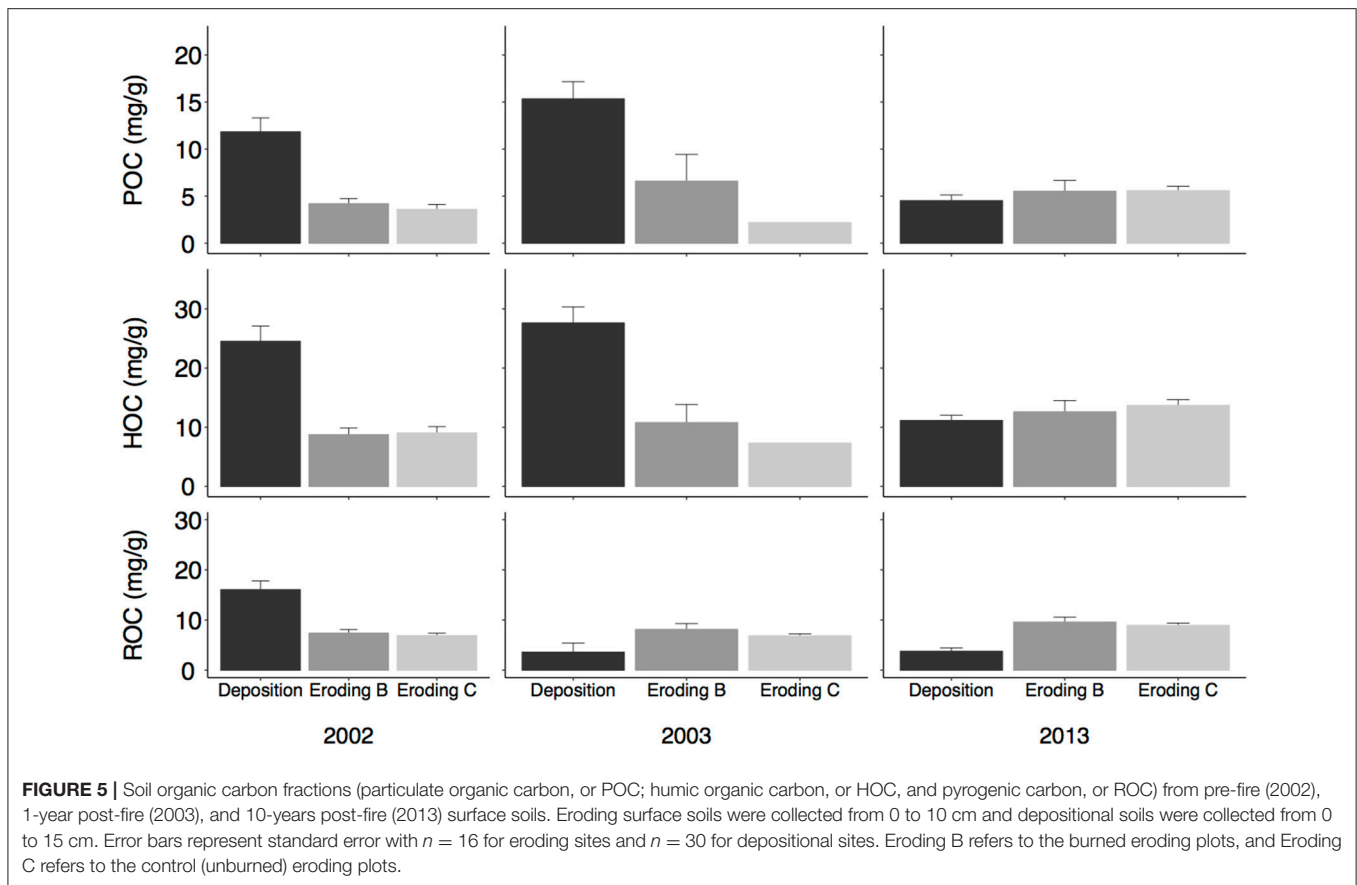 20
15
10
5
0
POC (mg/g)
30
20
10
0
HOC (mg/g)
30
20
10
0
ROC (mg/g)
Deposition Eroding B Eroding C Deposition Eroding B Eroding C Deposition Eroding B Eroding C
2002 2003 2013
FIGURE 5 | Soil organic carbon fractions (particulate organic carbon, or POC; humic organic carbon, or HOC, and pyrogenic carbon, or ROC) from pre-fire (2002),
1-year post-fire (2003), and 10-years post-fire (2013) surface soils. Eroding surface soils were collected from 0 to 10 cm and depositional soils were collected from 0
to 15 cm. Error bars represent standard error with n = 16 for eroding sites and n = 30 for depositional sites. Eroding B refers to the burned eroding plots, and Eroding
C refers to the control (unburned) eroding plots.